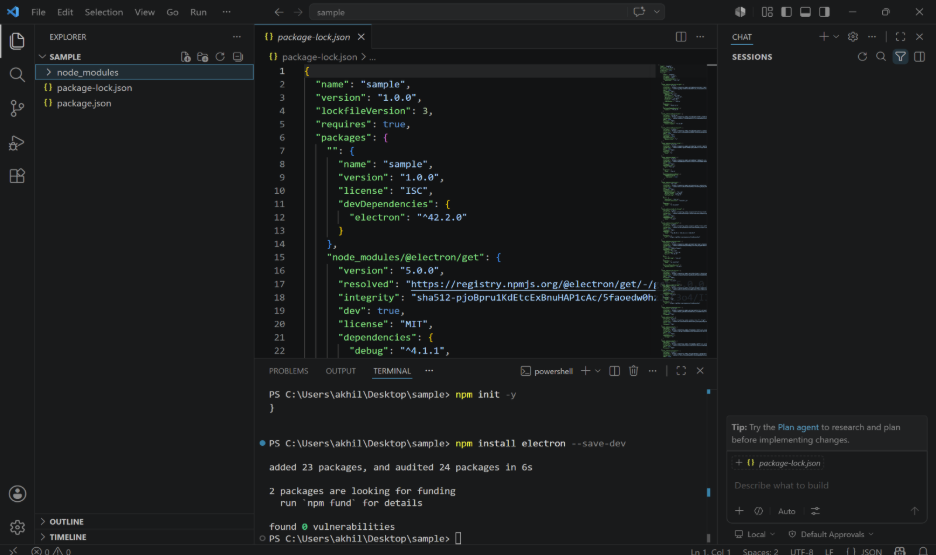 File Edit Selection View Go Run ···
sample
EXPLORER
SAMPLE
node_modules
{} package-lock.json
{} package.json
OUTLINE
TIMELINE
{} package-lock.json
{} package-lock.json > ...
1 {
2 "name": "sample",
3 "version": "1.0.0",
4 "lockfileVersion": 3,
5 "requires": true,
6 "packages": {
7 "": {
8 "name": "sample",
9 "version": "1.0.0",
10 "license": "ISC",
11 "devDependencies": {
12 "electron": "^42.2.0"
13 }
14 },
15 "node_modules/@electron/get": {
16 "version": "5.0.0",
17 "resolved": "https://registry.npmjs.org/@electron/get/-/
18 "integrity": "sha512-pjoBpru1KdEtcExBnuHAP1cAc/5faoedw0h
19 "dev": true,
20 "license": "MIT",
21 "dependencies": {
22 "debug": "^4.1.1",
PROBLEMS OUTPUT TERMINAL ···
powershell
PS C:\Users\akhil\Desktop\sample> npm init -y
}
PS C:\Users\akhil\Desktop\sample> npm install electron --save-dev
added 23 packages, and audited 24 packages in 6s
2 packages are looking for funding
run `npm fund` for details
found 0 vulnerabilities
PS C:\Users\akhil\Desktop\sample>
CHAT
SESSIONS
Tip: Try the Plan agent to research and plan
before implementing changes.
+ {} package-lock.json
Describe what to build
Auto
Local
Default Approvals
0 0
Ln 1, Col 1 Spaces: 2 UTF-8 LF {} JSON